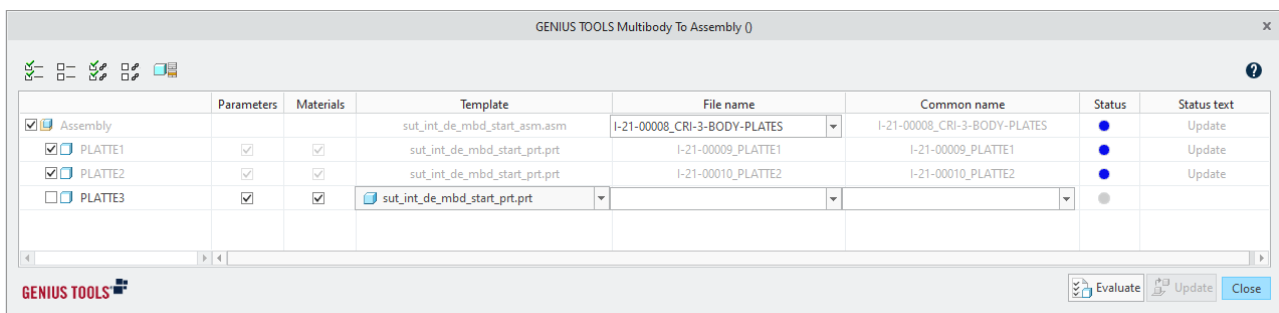 GENIUS TOOLS Multibody To Assembly ()
Parameters Materials Template File name Common name Status Status text
Assembly sut_int_de_mbd_start_asm.asm I-21-00008_CRI-3-BODY-PLATES I-21-00008_CRI-3-BODY-PLATES Update
PLATTE1 sut_int_de_mbd_start_prt.prt I-21-00009_PLATTE1 I-21-00009_PLATTE1 Update
PLATTE2 sut_int_de_mbd_start_prt.prt I-21-00010_PLATTE2 I-21-00010_PLATTE2 Update
PLATTE3 sut_int_de_mbd_start_prt.prt
GENIUS TOOLS Evaluate Update Close